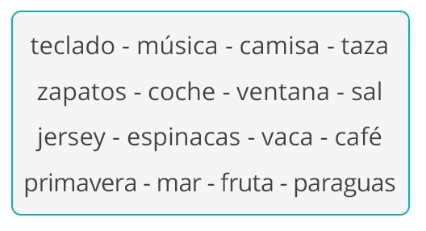 teclado - música - camisa - taza
zapatos - coche - ventana - sal
jersey - espinacas - vaca - café
primavera - mar - fruta - paraguas